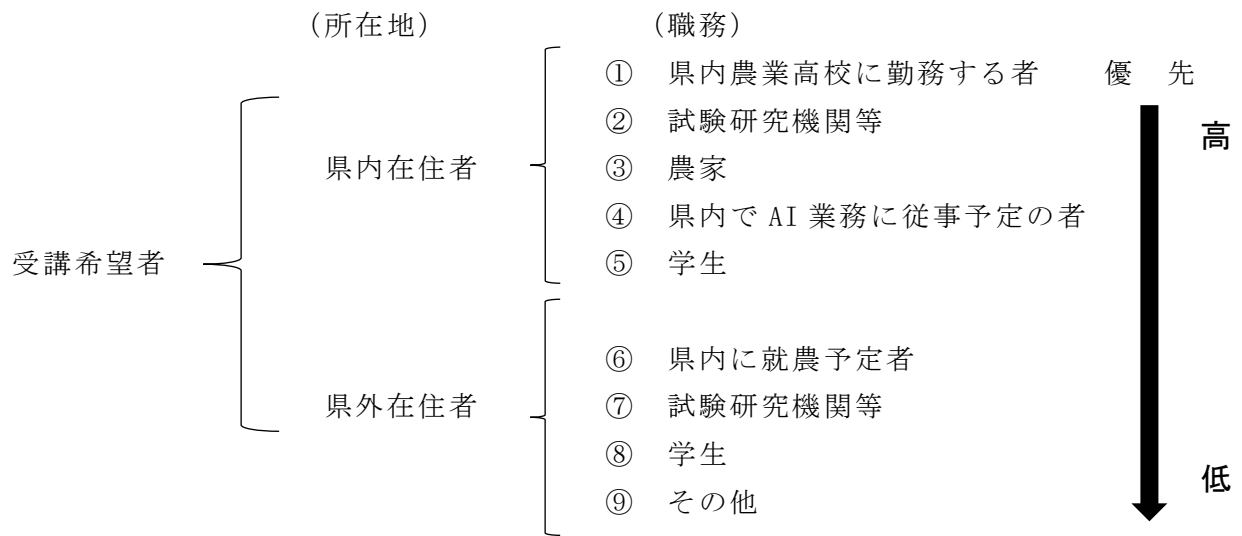 （所在地） （職務）
① 県内農業高校に勤務する者 優 先
② 試験研究機関等
高
県内在住者 ③ 農家
④ 県内で AI 業務に従事予定の者
受講希望者 ⑤ 学生
⑥ 県内に就農予定者
県外在住者 ⑦ 試験研究機関等
⑧ 学生
低
⑨ その他